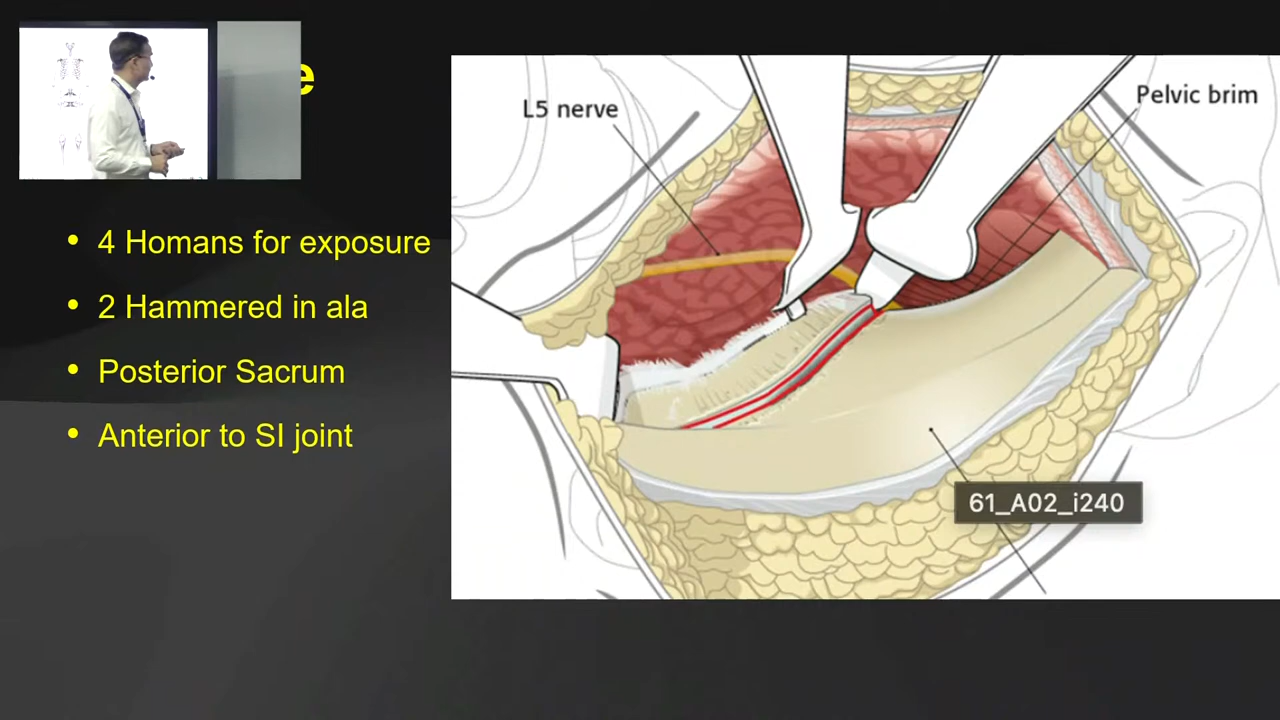 • 4 Homans for exposure
• 2 Hammered in ala
• Posterior Sacrum
• Anterior to SI joint
L5 nerve
Pelvic brim
61_A02_i240